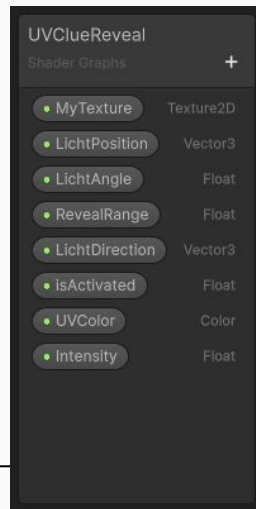 UVClueReveal
Shader Graphs +
MyTexture Texture2D
LichtPosition Vector3
LichtAngle Float
RevealRange Float
LichtDirection Vector3
isActivated Float
UVColor Color
Intensity Float